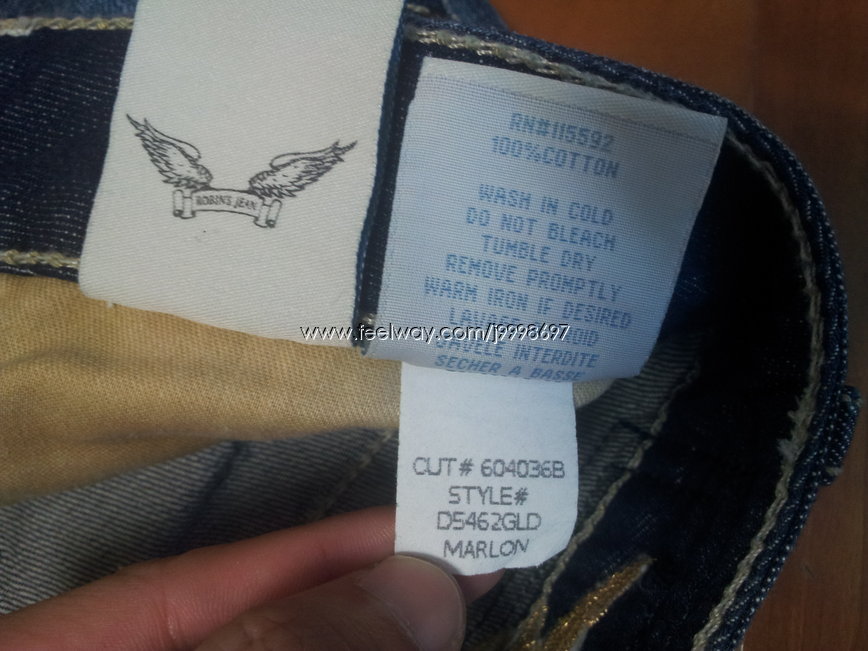 ROBIN'S JEAN
RN#115592
100%COTTON
WASH IN COLD
DO NOT BLEACH
TUMBLE DRY
REMOVE PROMPTLY
WARM IRON IF DESIRED
INTERDITE
SECHER A BASSE
www.feelway.com/j9998697
CUT# 604036B
STYLE#
D5462GLD
MARLON